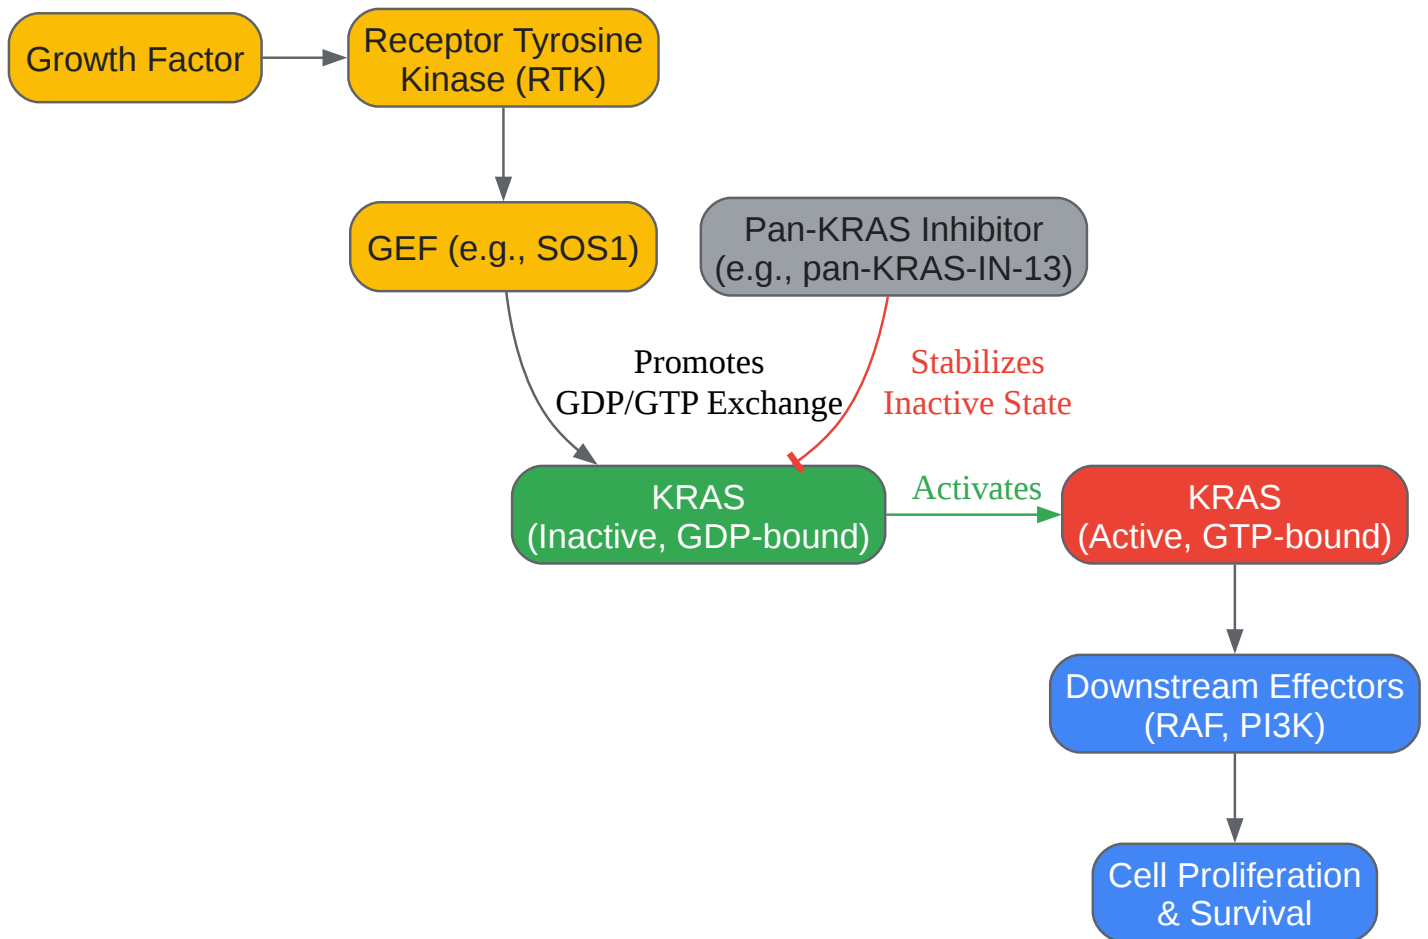 Growth Factor
Receptor Tyrosine
Kinase (RTK)
GEF (e.g., SOS1)
Pan-KRAS Inhibitor
(e.g., pan-KRAS-IN-13)
Promotes
GDP/GTP Exchange
Stabilizes
Inactive State
KRAS
(Inactive, GDP-bound)
Activates
KRAS
(Active, GTP-bound)
Downstream Effectors
(RAF, PI3K)
Cell Proliferation
& Survival